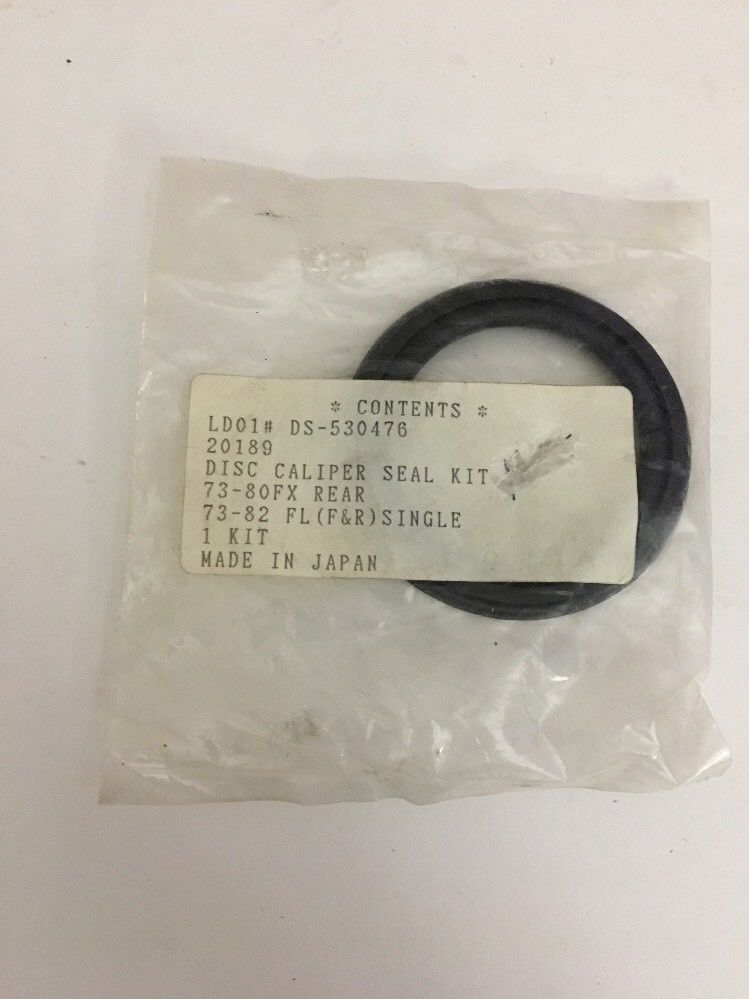 * CONTENTS *
LD01# DS-530476
20189
DISC CALIPER SEAL KIT
73-80FX REAR
73-82 FL(F&R)SINGLE
1 KIT
MADE IN JAPAN